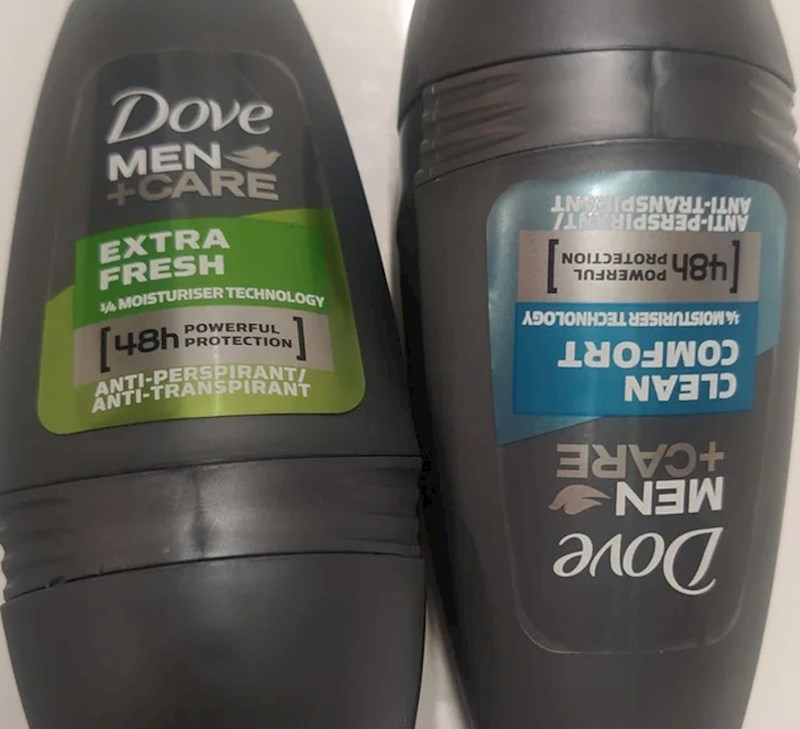 Dove
MEN
+CARE
EXTRA
FRESH
¼ MOISTURISER TECHNOLOGY
[48h POWERFUL
PROTECTION]
ANTI-PERSPIRANT/
ANTI-TRANSPIRANT
Dove
MEN
+CARE
CLEAN
COMFORT
¼ MOISTURISER TECHNOLOGY
[48h POWERFUL
PROTECTION]
ANTI-PERSPIRANT/
ANTI-TRANSPIRANT